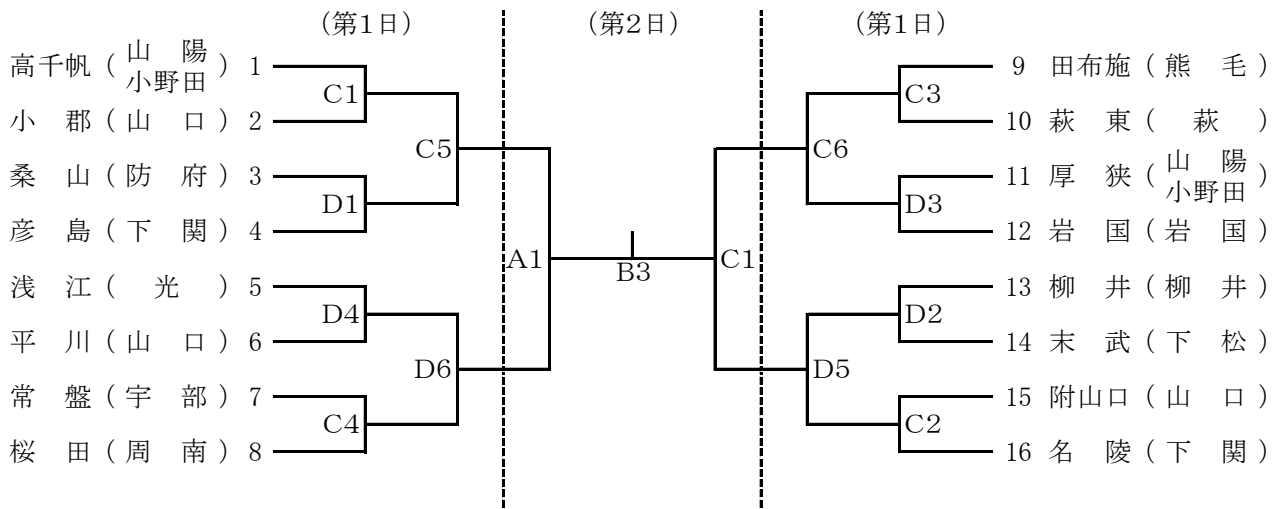 (第1日)
(第2日)
(第1日)
高千帆(山陽小野田) 1
小郡(山口) 2
桑山(防府) 3
彦島(下関) 4
浅江(光) 5
平川(山口) 6
常盤(宇部) 7
桜田(周南) 8
C1
D1
D4
C4
C5
D6
A1
B3
C1
C6
D5
C3
D3
D2
C2
9 田布施(熊毛)
10 萩東(萩)
11 厚狭(山陽小野田)
12 岩国(岩国)
13 柳井(柳井)
14 末武(下松)
15 附山口(山口)
16 名陵(下関)